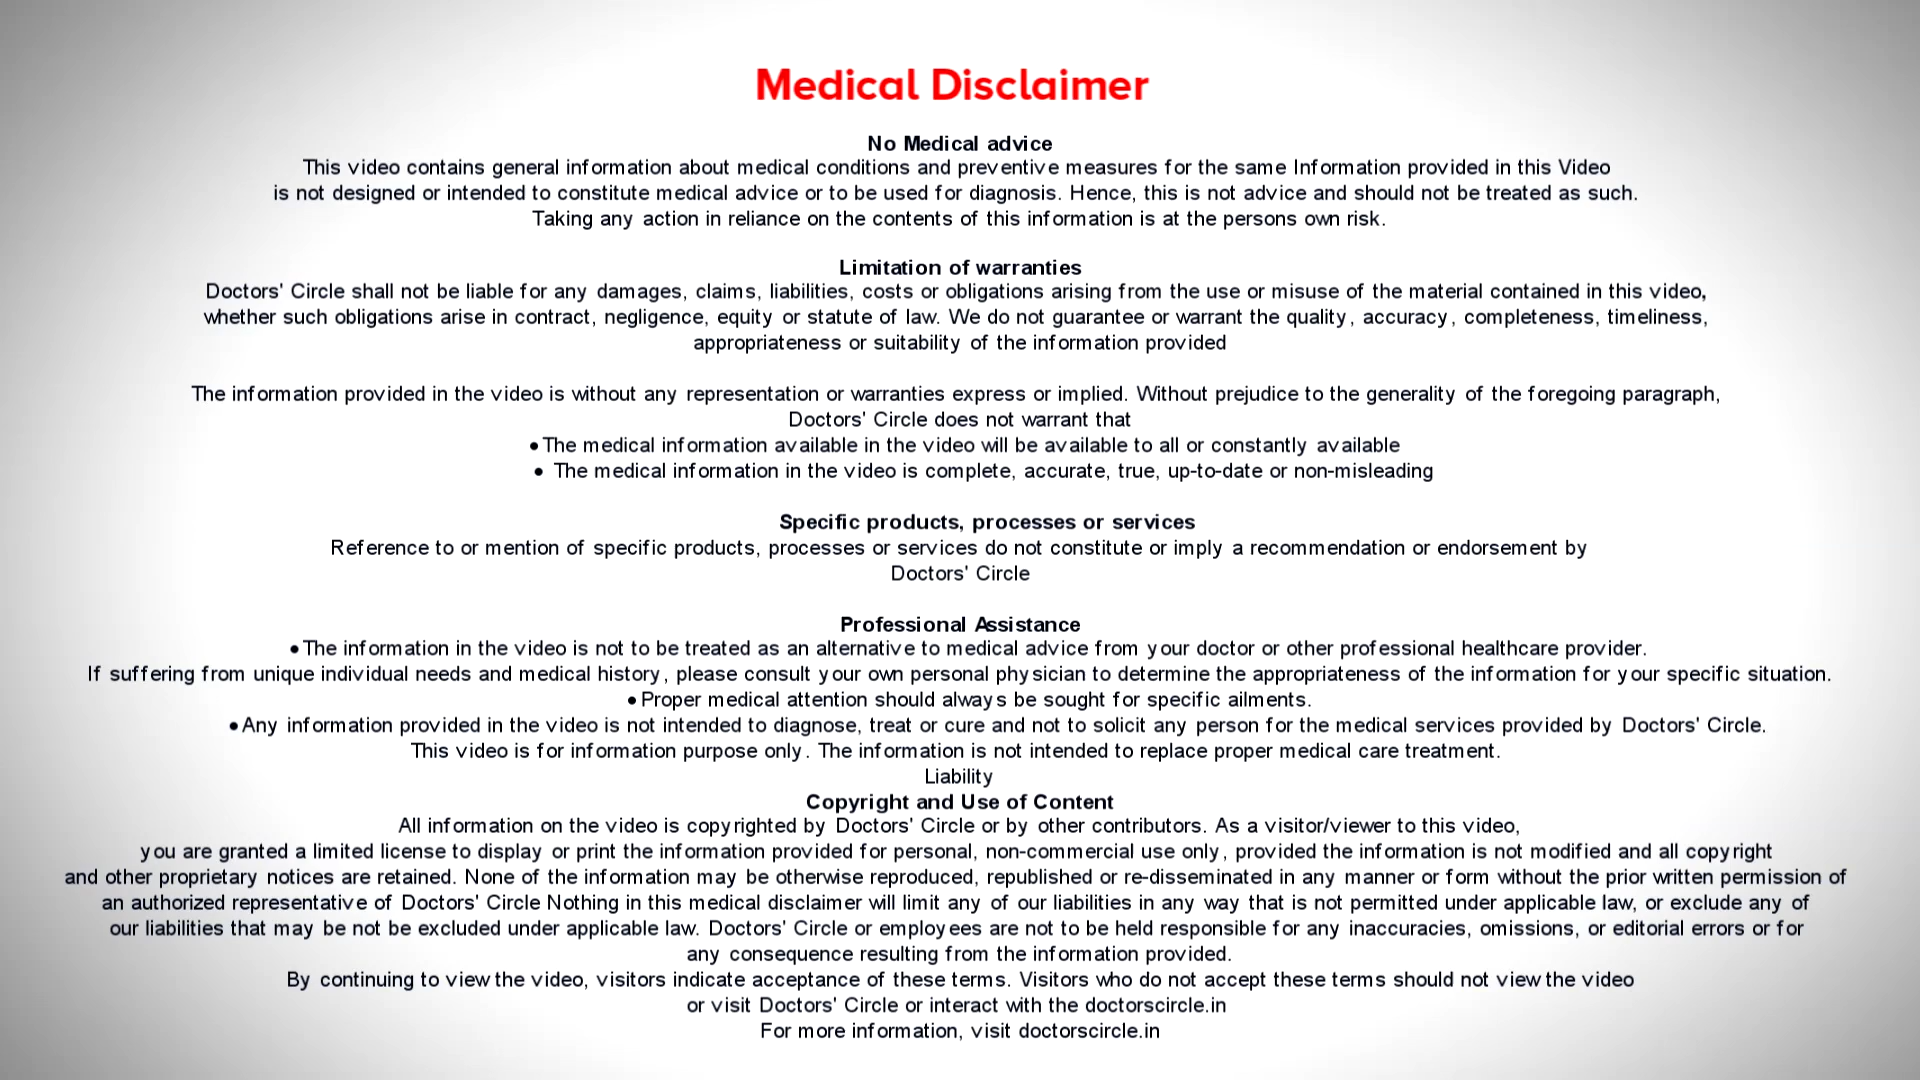 Medical Disclaimer
No Medical advice
This video contains general information about medical conditions and preventive measures for the same Information provided in this Video
is not designed or intended to constitute medical advice or to be used for diagnosis. Hence, this is not advice and should not be treated as such.
Taking any action in reliance on the contents of this information is at the persons own risk.
Limitation of warranties
Doctors' Circle shall not be liable for any damages, claims, liabilities, costs or obligations arising from the use or misuse of the material contained in this video,
whether such obligations arise in contract, negligence, equity or statute of law. We do not guarantee or warrant the quality, accuracy, completeness, timeliness,
appropriateness or suitability of the information provided
The information provided in the video is without any representation or warranties express or implied. Without prejudice to the generality of the foregoing paragraph,
Doctors' Circle does not warrant that
•The medical information available in the video will be available to all or constantly available
• The medical information in the video is complete, accurate, true, up-to-date or non-misleading
Specific products, processes or services
Reference to or mention of specific products, processes or services do not constitute or imply a recommendation or endorsement by
Doctors' Circle
Professional Assistance
•The information in the video is not to be treated as an alternative to medical advice from your doctor or other professional healthcare provider.
If suffering from unique individual needs and medical history, please consult your own personal physician to determine the appropriateness of the information for your specific situation.
•Proper medical attention should always be sought for specific ailments.
•Any information provided in the video is not intended to diagnose, treat or cure and not to solicit any person for the medical services provided by Doctors' Circle.
This video is for information purpose only. The information is not intended to replace proper medical care treatment.
Liability
Copyright and Use of Content
All information on the video is copyrighted by Doctors' Circle or by other contributors. As a visitor/viewer to this video,
you are granted a limited license to display or print the information provided for personal, non-commercial use only, provided the information is not modified and all copyright
and other proprietary notices are retained. None of the information may be otherwise reproduced, republished or re-disseminated in any manner or form without the prior written permission of
an authorized representative of Doctors' Circle Nothing in this medical disclaimer will limit any of our liabilities in any way that is not permitted under applicable law, or exclude any of
our liabilities that may be not be excluded under applicable law. Doctors' Circle or employees are not to be held responsible for any inaccuracies, omissions, or editorial errors or for
any consequence resulting from the information provided.
By continuing to view the video, visitors indicate acceptance of these terms. Visitors who do not accept these terms should not view the video
or visit Doctors' Circle or interact with the doctorscircle.in
For more information, visit doctorscircle.in